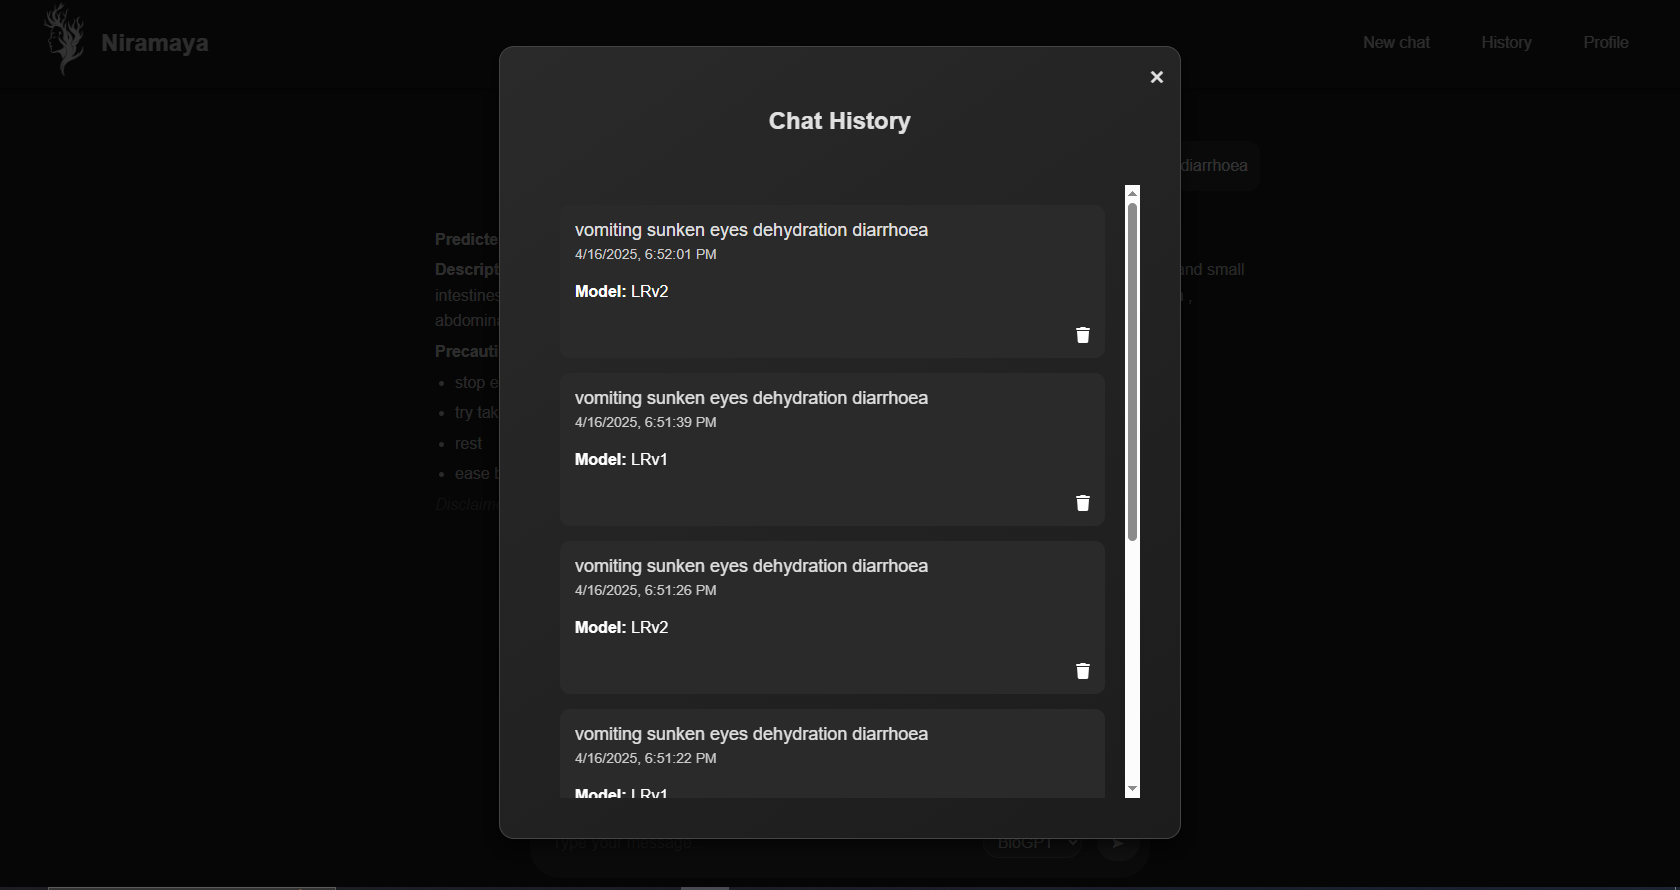 Niramaya
New chat
History
Profile
×
Chat History
diarrhoea
vomiting sunken eyes dehydration diarrhoea
4/16/2025, 6:52:01 PM
Model: LRv2
vomiting sunken eyes dehydration diarrhoea
4/16/2025, 6:51:39 PM
Model: LRv1
vomiting sunken eyes dehydration diarrhoea
4/16/2025, 6:51:26 PM
Model: LRv2
vomiting sunken eyes dehydration diarrhoea
4/16/2025, 6:51:22 PM
Model: LRv1
Predicte
Descript
and small
intestines
,
abdomina
Precauti
stop e
try tak
rest
ease b
Disclaime
Type your message...
BioGPT